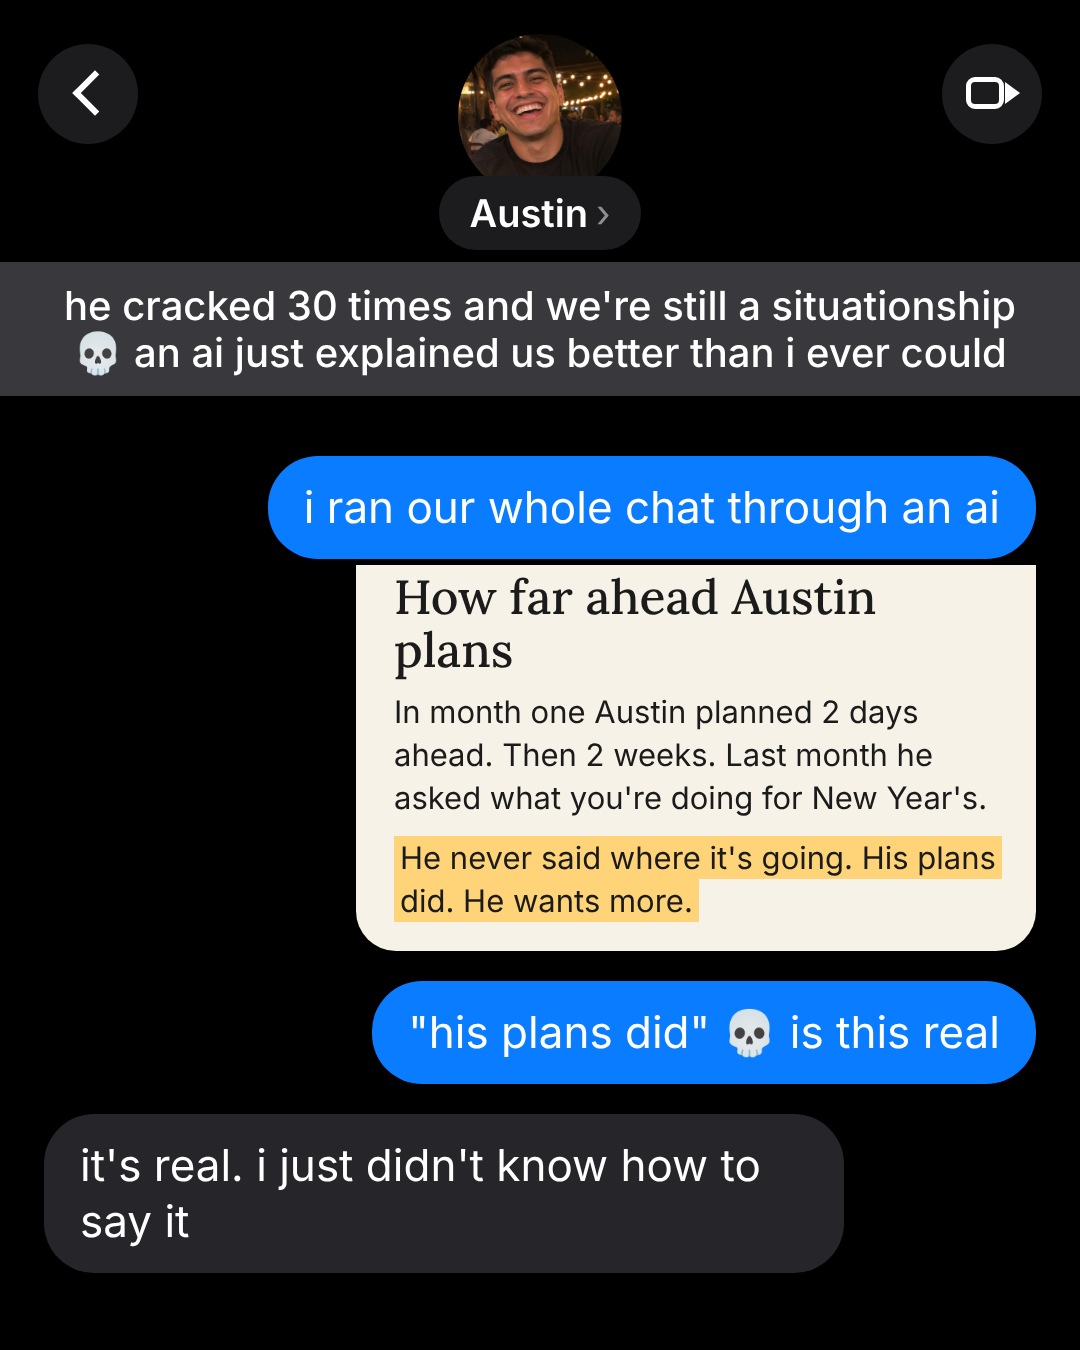 Austin ›
he cracked 30 times and we're still a situationship
💀 an ai just explained us better than i ever could
i ran our whole chat through an ai
How far ahead Austin
plans
In month one Austin planned 2 days
ahead. Then 2 weeks. Last month he
asked what you're doing for New Year's.
He never said where it's going. His plans
did. He wants more.
"his plans did" 💀 is this real
it's real. i just didn't know how to
say it